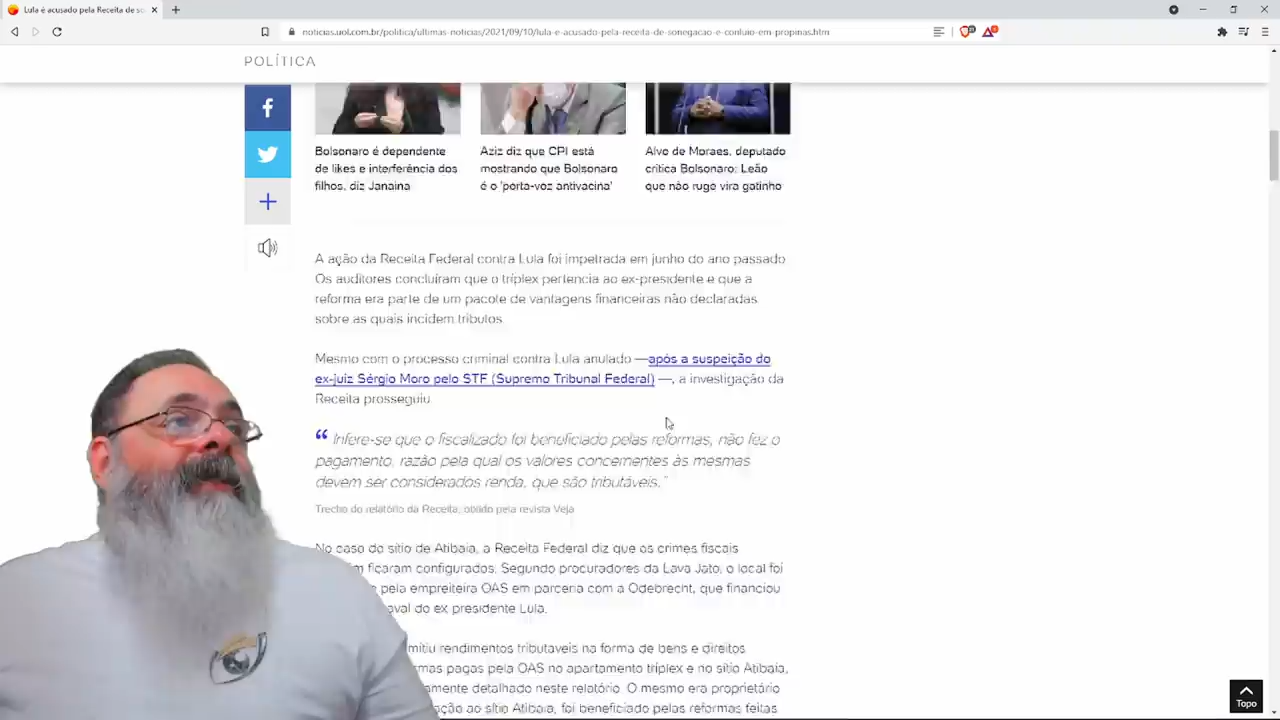 Lula é acusado pela Receita de so
noticias.uol.com.br/politica/ultimas-noticias/2021/09/10/lula-e-acusado-pela-receita-de-sonegacao-e-conluio-em-propinas.htm
POLÍTICA
Bolsonaro é dependente
de likes e interferência dos
filhos, diz Janaina
Aziz diz que CPI está
mostrando que Bolsonaro
é o 'porta-voz antivacina'
Alvo de Moraes, deputado
critica Bolsonaro: Leão
que não ruge vira gatinho
A ação da Receita Federal contra Lula foi impetrada em junho do ano passado.
Os auditores concluíram que o tríplex pertencia ao ex-presidente e que a
reforma era parte de um pacote de vantagens financeiras não declaradas
sobre as quais incidem tributos.
Mesmo com o processo criminal contra Lula anulado —após a suspeição do
ex-juiz Sérgio Moro pelo STF (Supremo Tribunal Federal) —, a investigação da
Receita prosseguiu.
“ Infere-se que o fiscalizado foi beneficiado pelas reformas, não fez o
pagamento, razão pela qual os valores concernentes às mesmas
devem ser considerados renda, que são tributáveis."
Trecho do relatório da Receita, obtido pela revista Veja
No caso do sítio de Atibaia, a Receita Federal diz que os crimes fiscais
ficaram configurados. Segundo procuradores da Lava Jato, o local foi
pela empreiteira OAS em parceria com a Odebrecht, que financiou
aval do ex presidente Lula.
mitiu rendimentos tributaveis na forma de bens e direitos
mas pagas pela OAS no apartamento tríplex e no sítio Atibaia,
amente detalhado neste relatório. O mesmo era proprietário
ação ao sítio Atibaia, foi beneficiado pelas reformas feitas
Topo